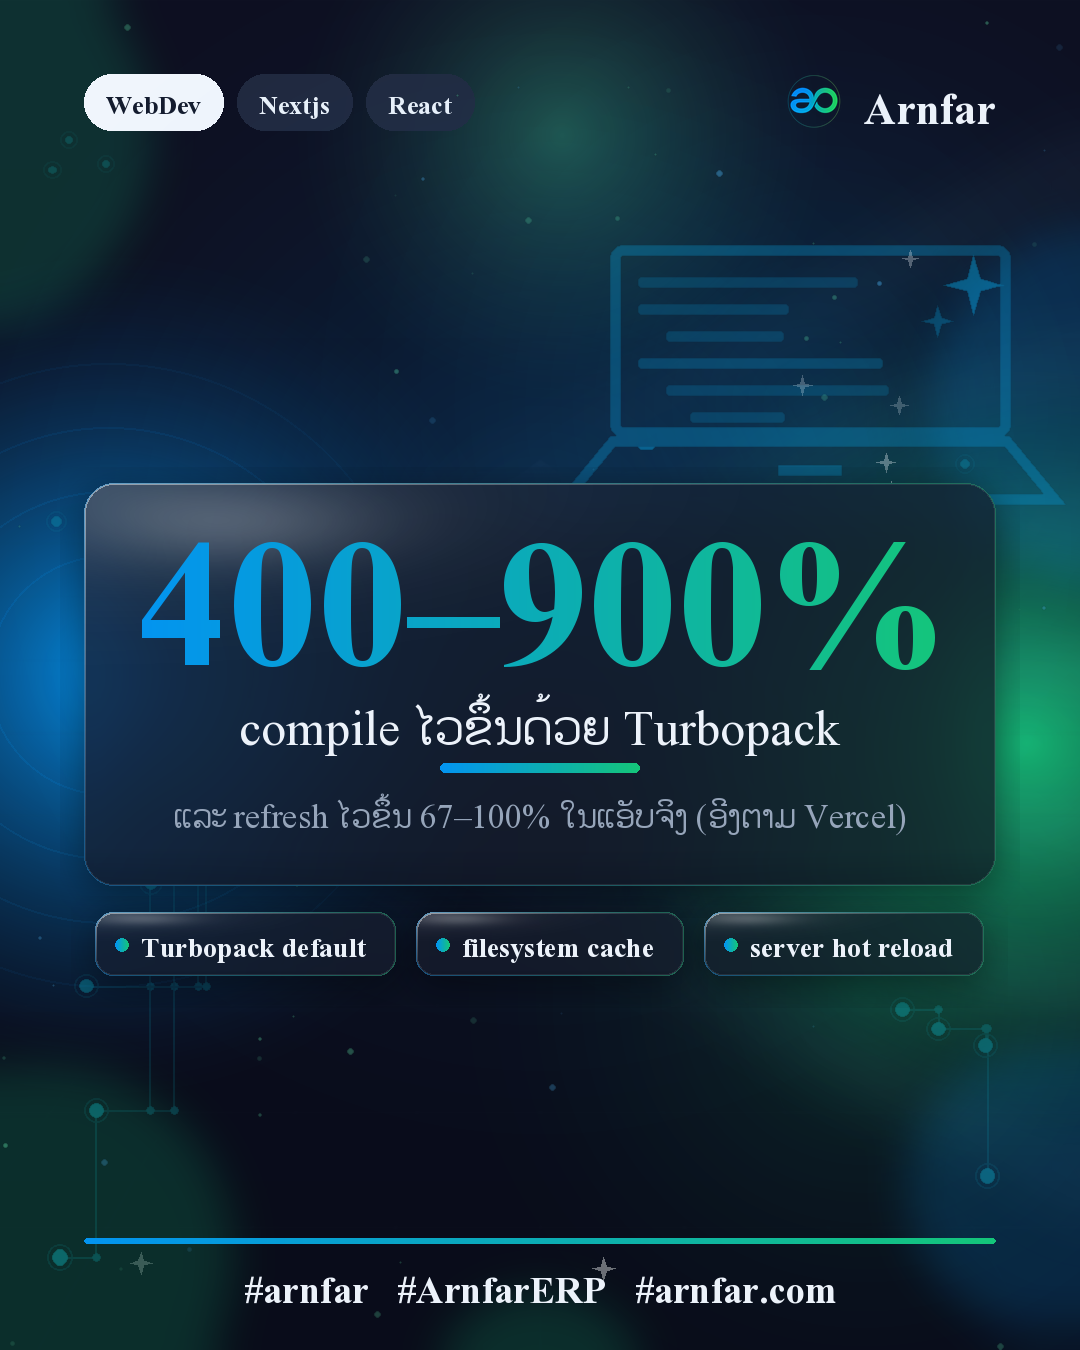 WebDev Nextjs React Arnfar
400–900%
compile ໄວຂຶ້ນດ້ວຍ Turbopack
ແລະ refresh ໄວຂຶ້ນ 67–100% ໃນແອັບຈິງ (ອີງຕາມ Vercel)
Turbopack default filesystem cache server hot reload
#arnfar #ArnfarERP #arnfar.com